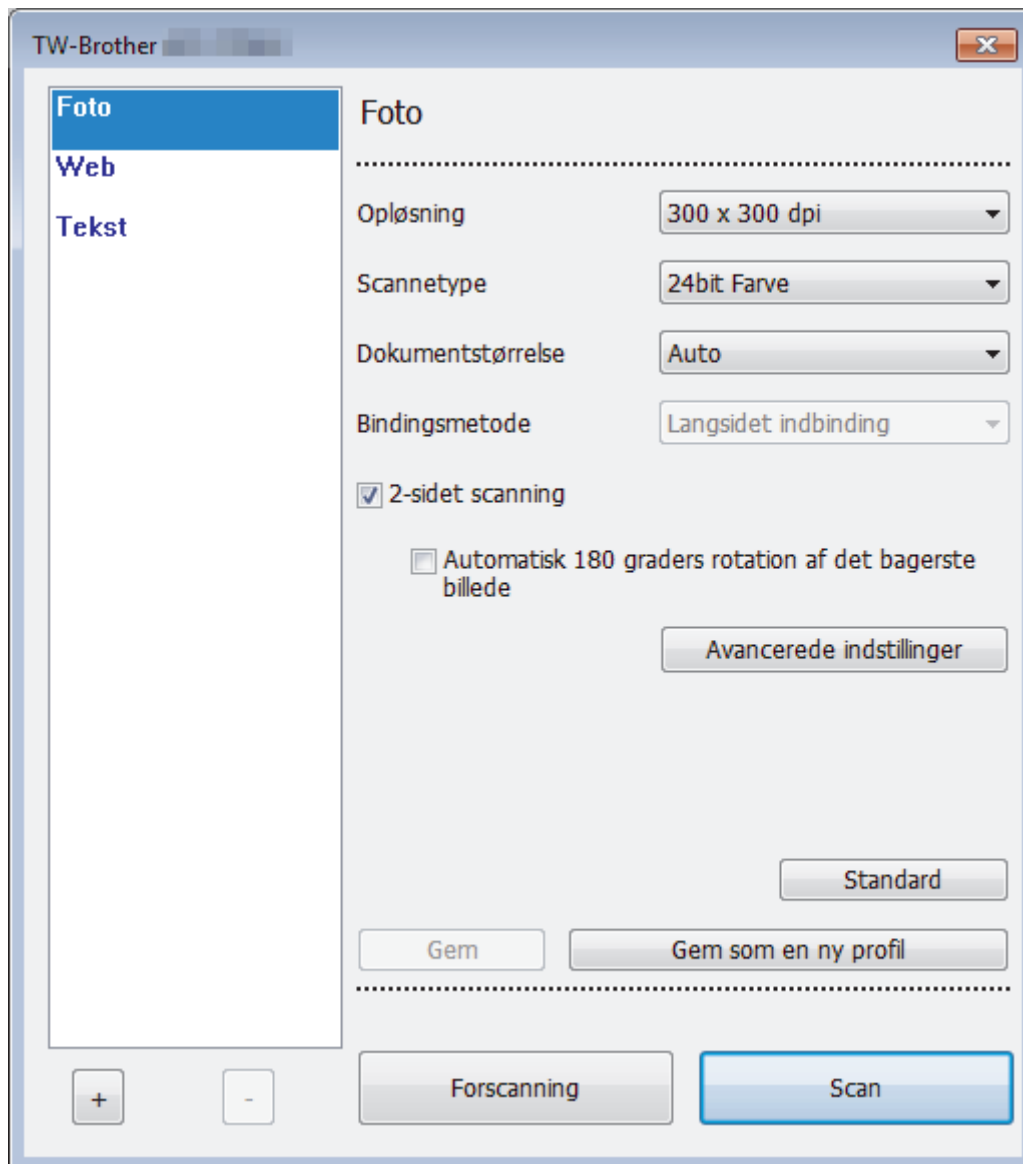 TW-Brother
Foto
Web
Tekst
Foto
Opløsning
300 x 300 dpi
Scannetype
24bit Farve
Dokumentstørrelse
Auto
Bindingsmetode
Langsidet indbinding
2-sidet scanning
Automatisk 180 graders rotation af det bagerste
billede
Avancerede indstillinger
Standard
Gem
Gem som en ny profil
+
-
Forscanning
Scan